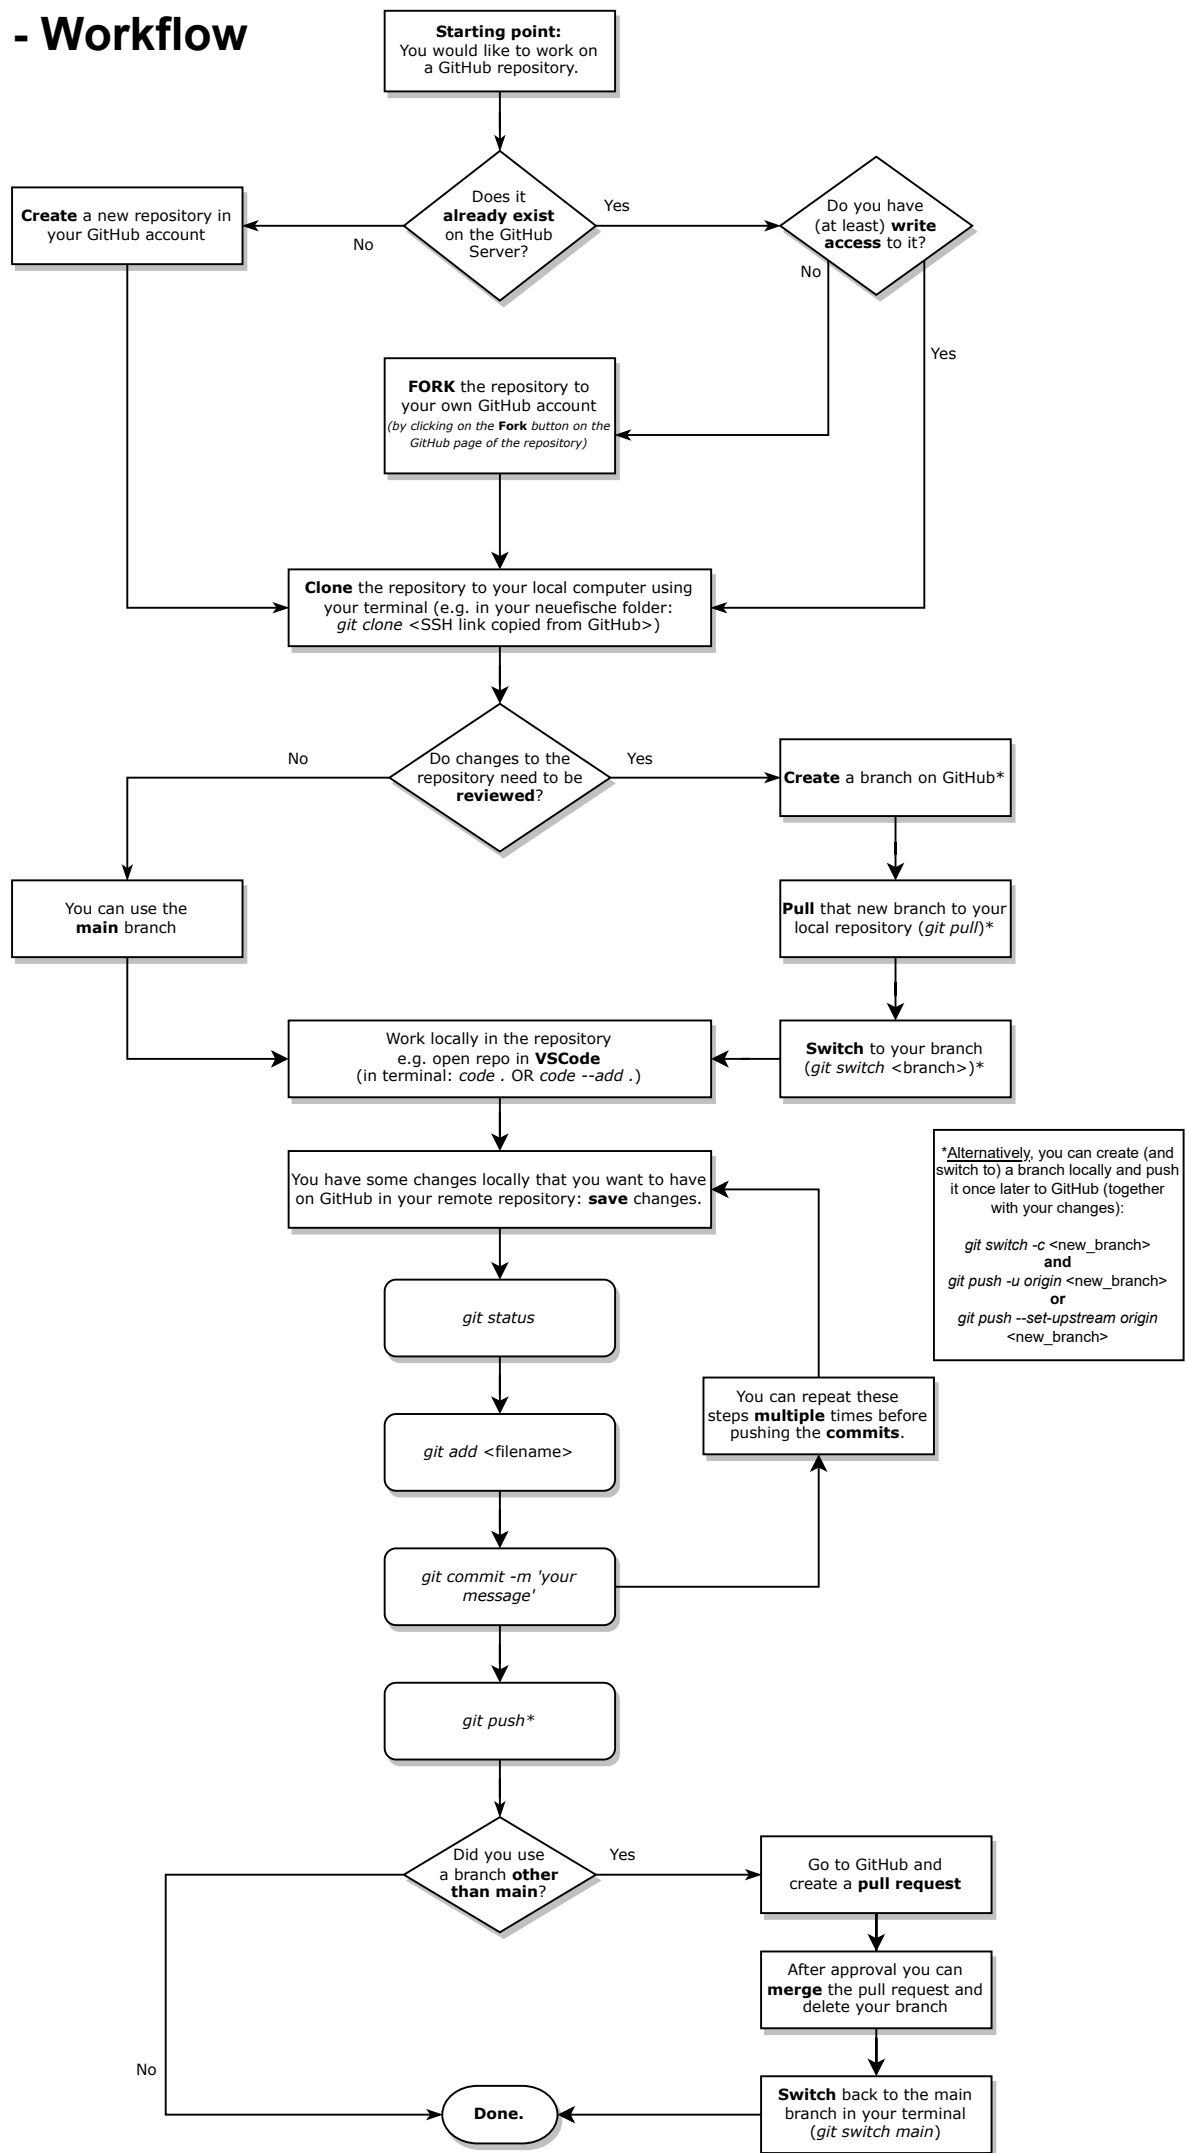 - Workflow
Starting point:
You would like to work on
a GitHub repository.
Does it
already exist
on the GitHub
Server?
Yes
No
Create a new repository in
your GitHub account
Do you have
(at least) write
access to it?
No
Yes
FORK the repository to
your own GitHub account
(by clicking on the Fork button on the
GitHub page of the repository)
Clone the repository to your local computer using
your terminal (e.g. in your neuefische folder:
git clone <SSH link copied from GitHub>)
Do changes to the
repository need to be
reviewed?
No
Yes
Create a branch on GitHub*
You can use the
main branch
Pull that new branch to your
local repository (git pull)*
Work locally in the repository
e.g. open repo in VSCode
(in terminal: code . OR code --add .)
Switch to your branch
(git switch <branch>)*
You have some changes locally that you want to have
on GitHub in your remote repository: save changes.
*Alternatively, you can create (and
switch to) a branch locally and push
it once later to GitHub (together
with your changes):
git switch -c <new_branch>
and
git push -u origin <new_branch>
or
git push --set-upstream origin
<new_branch>
git status
You can repeat these
steps multiple times before
pushing the commits.
git add <filename>
git commit -m 'your
message'
git push*
Did you use
a branch other
than main?
Yes
Go to GitHub and
create a pull request
After approval you can
merge the pull request and
delete your branch
No
Switch back to the main
branch in your terminal
(git switch main)
Done.